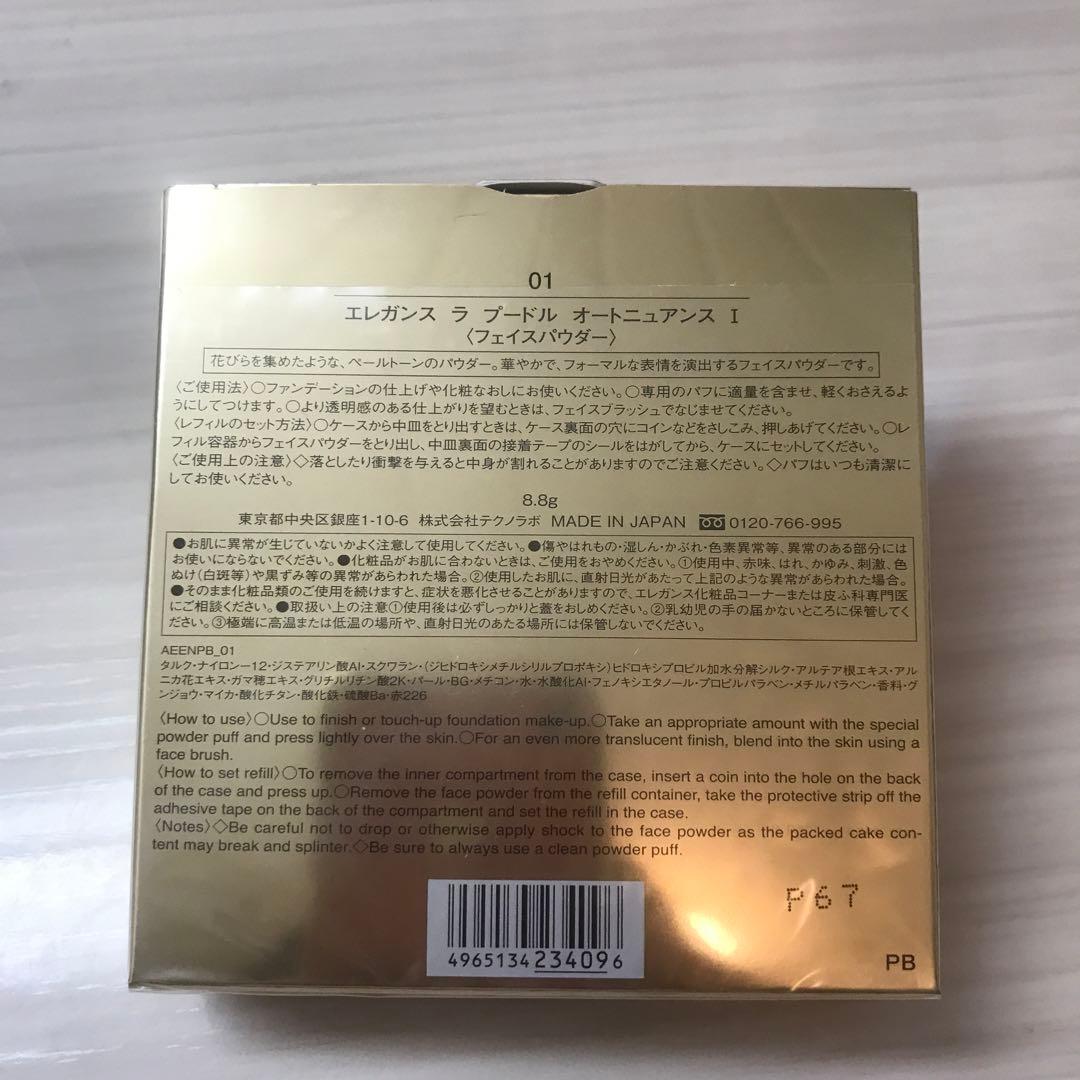 01
エレガンス ラ プードル オートニュアンス I
〈フェイスパウダー〉
花びらを集めたような、ペールトーンのパウダー。華やかで、フォーマルな表情を演出するフェイスパウダーです。
〈ご使用法〉○ファンデーションの仕上げや化粧なおしにお使いください。○専用のパフに適量を含ませ、軽くおさえるよ
うにしてつけます。○より透明感のある仕上がりを望むときは、フェイスブラッシュでなじませてください。
〈レフィルのセット方法〉○ケースから中皿をとり出すときは、ケース裏面の穴にコインなどをさしこみ、押しあげてください。○レ
フィル容器からフェイスパウダーをとり出し、中皿裏面の接着テープのシールをはがしてから、ケースにセットしてください。
〈ご使用上の注意〉◇落としたり衝撃を与えると中身が割れることがありますのでご注意ください。◇パフはいつも清潔に
してお使いください。
8.8g
東京都中央区銀座1-10-6 株式会社テクノラボ MADE IN JAPAN 0120-766-995
●お肌に異常が生じていないかよく注意して使用してください。●傷やはれもの・湿しん・かぶれ・色素異常等、異常のある部分には
お使いにならないでください。●化粧品がお肌に合わないときは、ご使用をおやめください。①使用中、赤味、はれ、かゆみ、刺激、色
ぬけ(白斑等)や黒ずみ等の異常があらわれた場合。②使用したお肌に、直射日光があたって上記のような異常があらわれた場合。
●そのまま化粧品類のご使用を続けますと、症状を悪化させることがありますので、エレガンス化粧品コーナーまたは皮ふ科専門医
にご相談ください。●取扱い上の注意①使用後は必ずしっかりと蓋をおしめください。②乳幼児の手の届かないところに保管してく
ださい。③極端に高温または低温の場所や、直射日光のあたる場所には保管しないでください。
AEENPB_01
タルク・ナイロン－12・ジステアリン酸Al・スクワラン・(ジヒドロキシメチルシリルプロポキシ)ヒドロキシプロピル加水分解シルク・アルテア根エキス・アル
ニカ花エキス・ガマ穂エキス・グリチルリチン酸2K・パール・BG・メチコン・水・水酸化Al・フェノキシエタノール・プロピルパラベン・メチルパラベン・香料・グ
ンジョウ・マイカ・酸化チタン・酸化鉄・硫酸Ba・赤226
〈How to use〉○Use to finish or touch-up foundation make-up.○Take an appropriate amount with the special
powder puff and press lightly over the skin.○For an even more translucent finish, blend into the skin using a
face brush.
〈How to set refill〉○To remove the inner compartment from the case, insert a coin into the hole on the back
of the case and press up.○Remove the face powder from the refill container, take the protective strip off the
adhesive tape on the back of the compartment and set the refill in the case.
〈Notes〉◇Be careful not to drop or otherwise apply shock to the face powder as the packed cake con-
tent may break and splinter.◇Be sure to always use a clean powder puff.
P67
4965134234096
PB